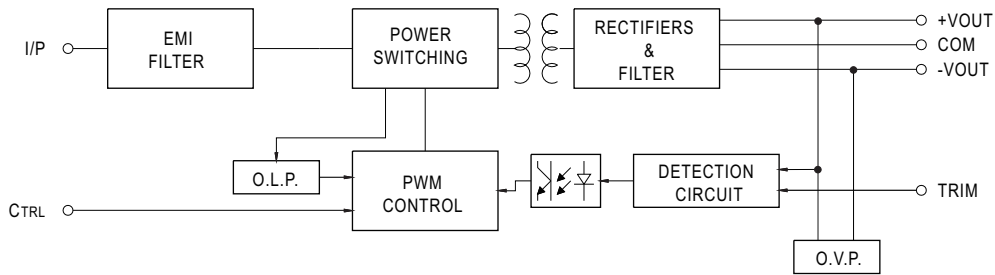 I/P
EMI
FILTER
POWER
SWITCHING
RECTIFIERS
&
FILTER
+VOUT
COM
-VOUT
O.L.P.
PWM
CONTROL
DETECTION
CIRCUIT
TRIM
CTRL
O.V.P.